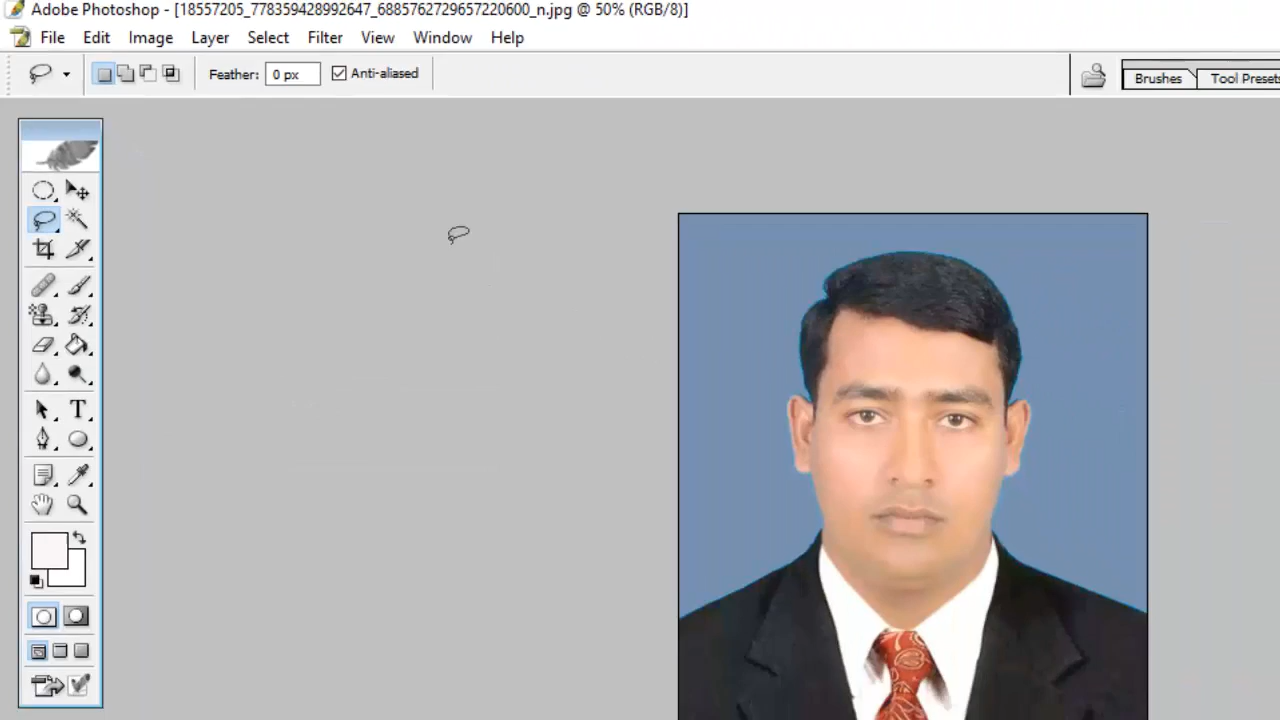 Adobe Photoshop - [18557205_778359428992647_6885762729657220600_n.jpg @ 50% (RGB/8)]
File Edit Image Layer Select Filter View Window Help
Feather: 0 px Anti-aliased Brushes Tool Presets
T